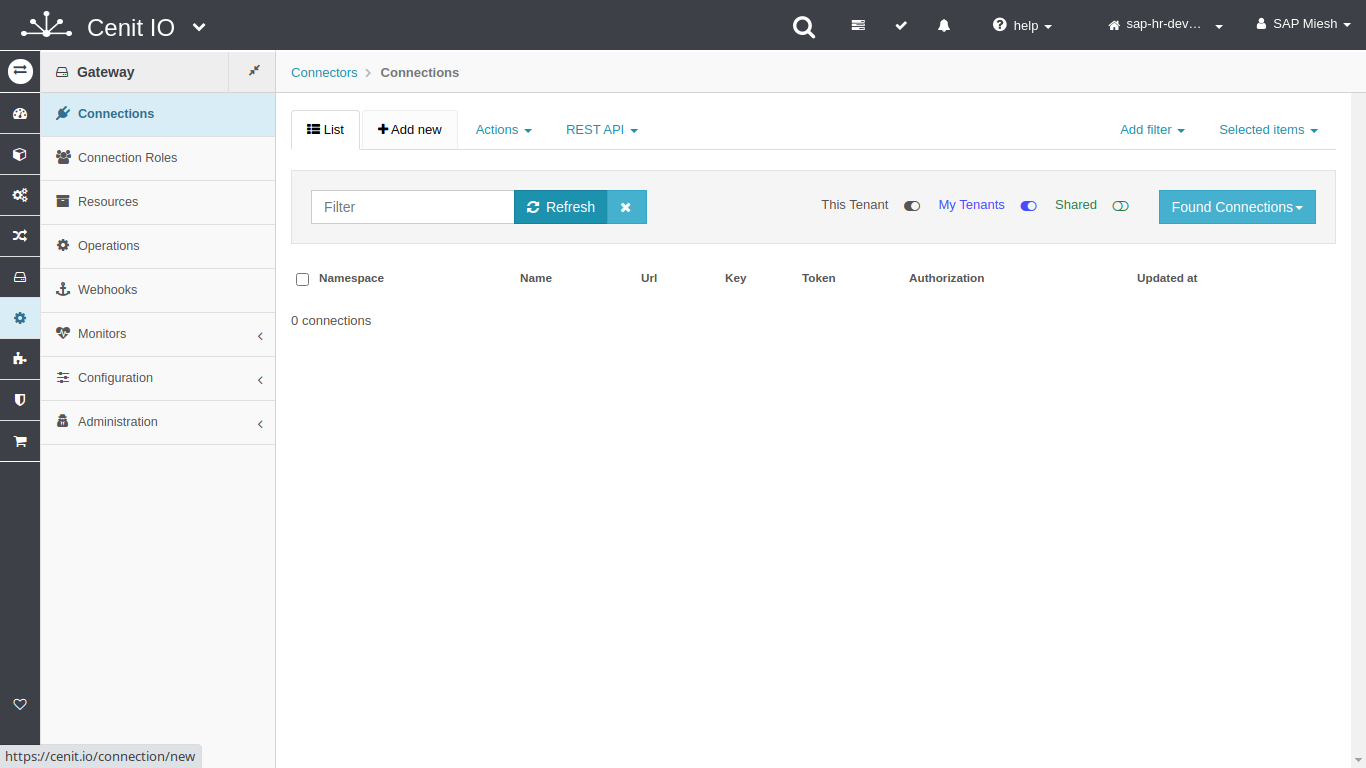 Cenit IO
help
sap-hr-dev…
SAP Miesh
Gateway
Connectors
Connections
Connections
Connection Roles
Resources
Operations
Webhooks
Monitors
Configuration
Administration
List
Add new
Actions
REST API
Add filter
Selected items
Filter
Refresh
This Tenant
My Tenants
Shared
Found Connections
Namespace
Name
Url
Key
Token
Authorization
Updated at
0 connections
https://cenit.io/connection/new